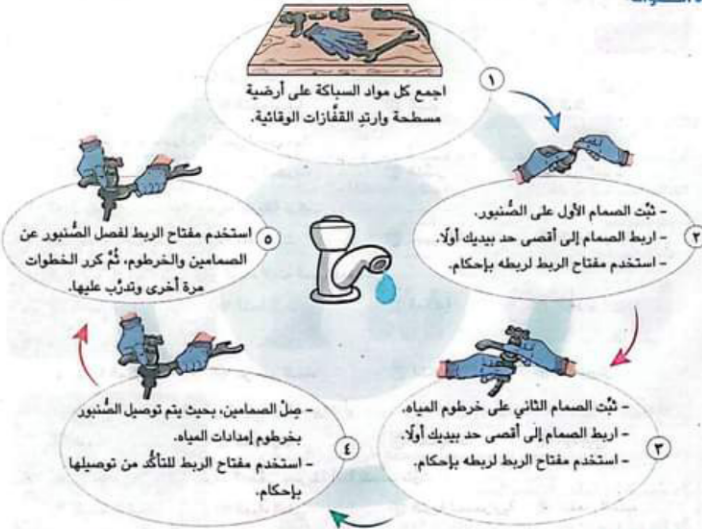 ١
اجمع كل مواد السباكة على أرضية
مسطحة وارتدِ القفَّازات الوقائية.
٢
- ثبِّت الصمام الأول على الصُّنبور.
- اربط الصمام إلى أقصى حد بيديك أولًا.
- استخدم مفتاح الربط لربطه بإحكام.
٣
- ثبِّت الصمام الثاني على خرطوم المياه.
- اربط الصمام إلى أقصى حد بيديك أولًا.
- استخدم مفتاح الربط لربطه بإحكام.
٤
- صِلْ الصمامين، بحيث يتم توصيل الصُّنبور
بخرطوم إمدادات المياه.
- استخدم مفتاح الربط للتأكُّد من توصيلها
بإحكام.
٥
استخدم مفتاح الربط لفصل الصُّنبور عن
الصمامين والخرطوم، ثُمَّ كرر الخطوات
مرة أخرى وتدرَّب عليها.